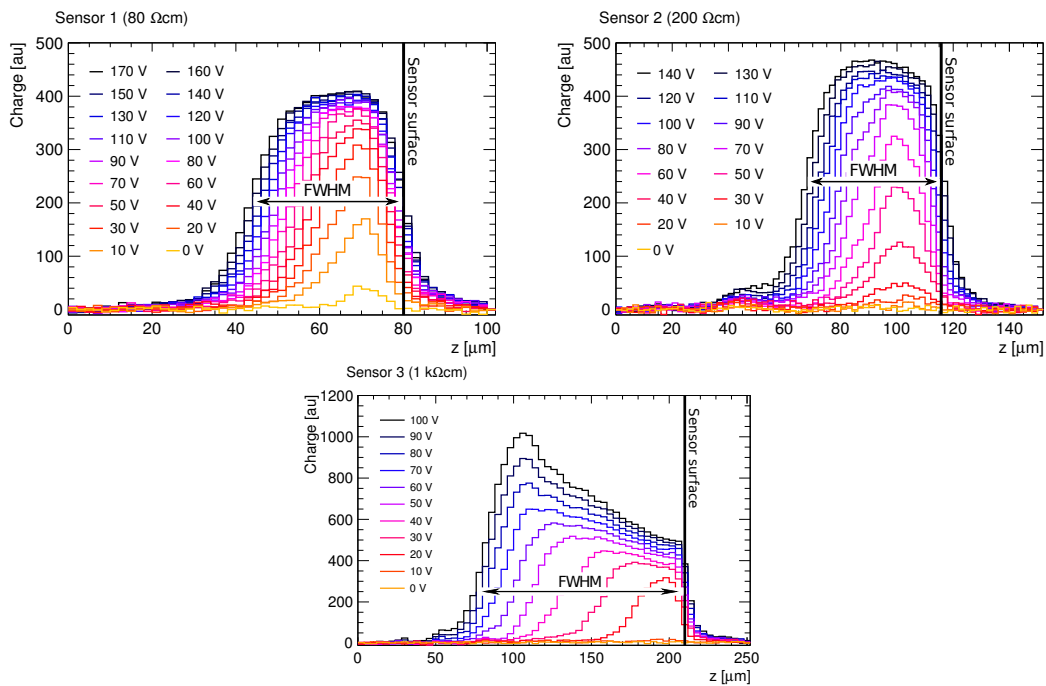 Sensor 1 (80 Ωcm)
Charge [au]
500
400
300
200
100
0
170 V 160 V
150 V 140 V
130 V 120 V
110 V 100 V
90 V 80 V
70 V 60 V
50 V 40 V
30 V 20 V
10 V 0 V
FWHM
Sensor surface
0 20 40 60 80 100
z [µm]
Sensor 2 (200 Ωcm)
Charge [au]
500
400
300
200
100
0
140 V 130 V
120 V 110 V
100 V 90 V
80 V 70 V
60 V 50 V
40 V 30 V
20 V 10 V
0 V
FWHM
Sensor surface
0 20 40 60 80 100 120 140
z [µm]
Sensor 3 (1 kΩcm)
Charge [au]
1200
1000
800
600
400
200
0
100 V
90 V
80 V
70 V
60 V
50 V
40 V
30 V
20 V
10 V
0 V
FWHM
Sensor surface
0 50 100 150 200 250
z [µm]